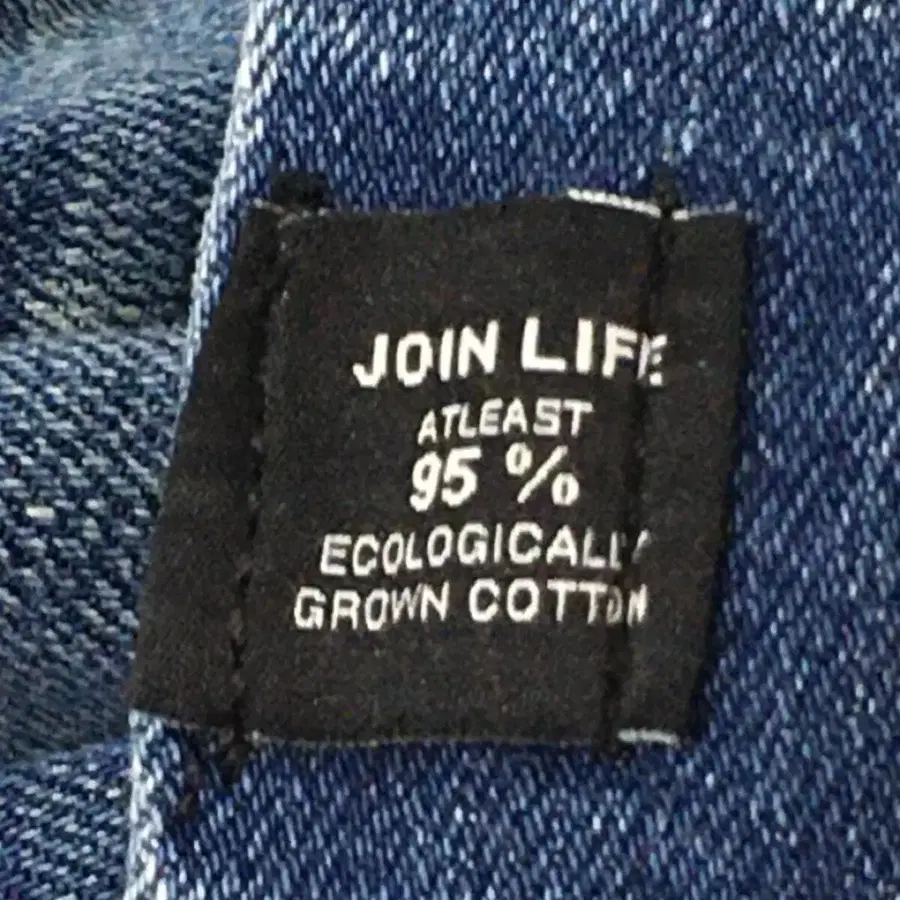 JOIN LIFE
ATLEAST
95 %
ECOLOGICALLY
GROWN COTTON